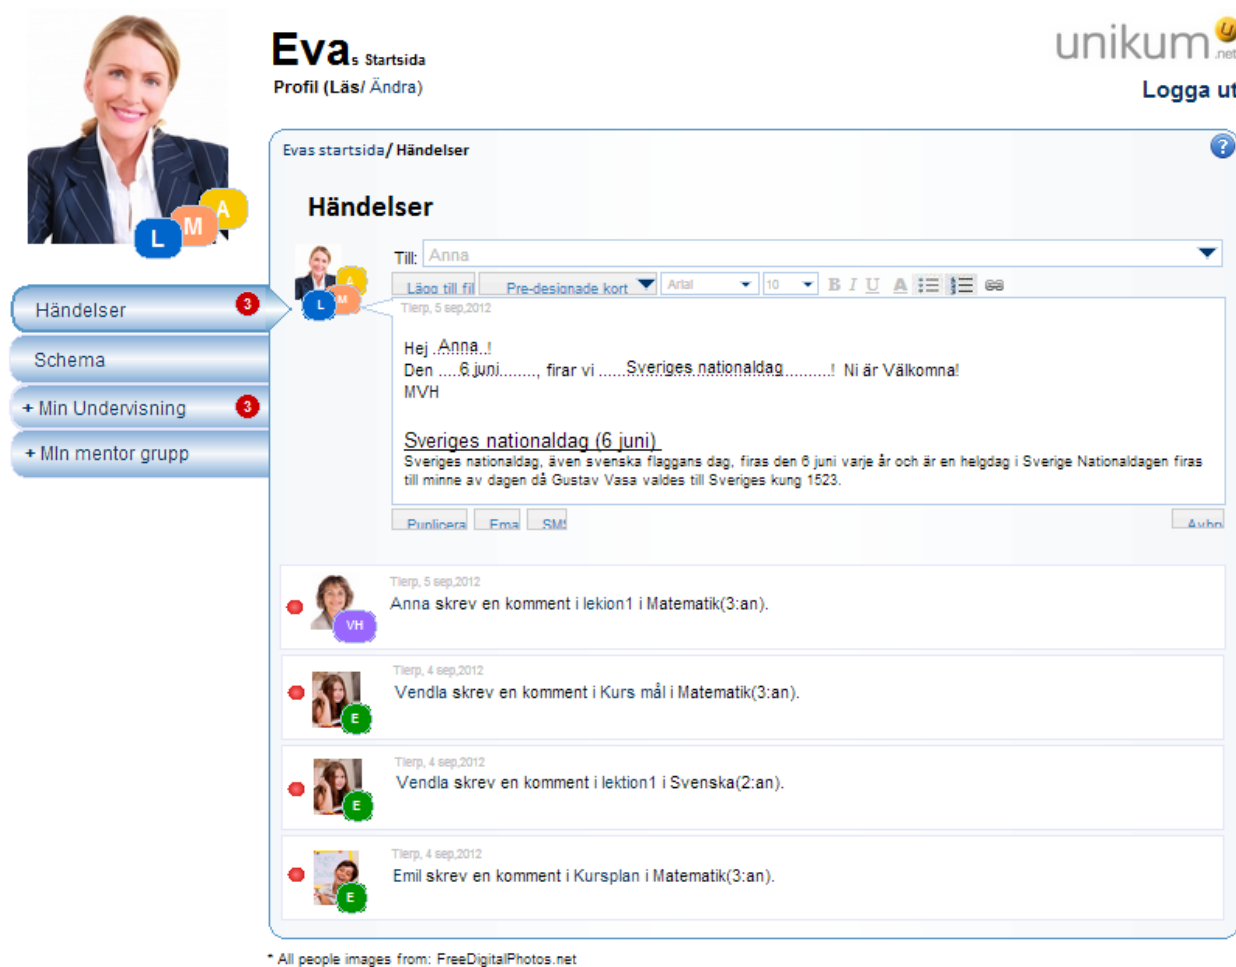 Evas Startsida
Profil (Läs/ Ändra)
unikum
.net
Logga ut
Evas startsida/ Händelser
?
Händelser
A
M
L
Till: Anna
Lägg till fil Pre-designade kort Arial 10 B I U A
A
M
L
Händelser 3
Schema
+ Min Undervisning 3
+ MIn mentor grupp
Tierp, 5 sep,2012
Hej ..Anna..!
Den ....6 juni......., firar vi ......Sveriges nationaldag..........! Ni är Välkomna!
MVH
Sveriges nationaldag (6 juni)
Sveriges nationaldag, även svenska flaggans dag, firas den 6 juni varje år och är en helgdag i Sverige Nationaldagen firas
till minne av dagen då Gustav Vasa valdes till Sveriges kung 1523.
SMS
Tierp, 5 sep,2012
Anna skrev en komment i lekion1 i Matematik(3:an).
VH
Tierp, 4 sep,2012
Vendla skrev en komment i Kurs mål i Matematik(3:an).
E
Tierp, 4 sep,2012
Vendla skrev en komment i lektion1 i Svenska(2:an).
E
Tierp, 4 sep,2012
Emil skrev en komment i Kursplan i Matematik(3:an).
E
* All people images from: FreeDigitalPhotos.net